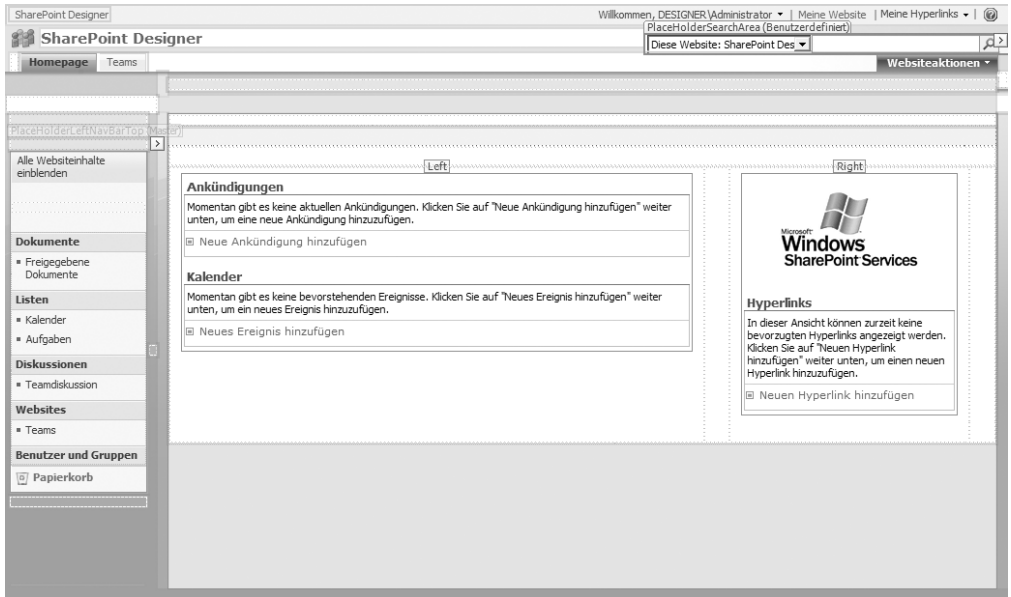 SharePoint Designer
Willkommen, DESIGNER\Administrator ▾ | Meine Website | Meine Hyperlinks ▾ |
SharePoint Designer
PlaceHolderSearchArea (Benutzerdefiniert)
Diese Website: SharePoint Des
Homepage Teams
Websiteaktionen ▾
PlaceHolderLeftNavBarTop (Master)
Alle Websiteinhalte
einblenden
Dokumente
Freigegebene
Dokumente
Listen
Kalender
Aufgaben
Diskussionen
Teamdiskussion
Websites
Teams
Benutzer und Gruppen
Papierkorb
Left
Ankündigungen
Momentan gibt es keine aktuellen Ankündigungen. Klicken Sie auf "Neue Ankündigung hinzufügen" weiter
unten, um eine neue Ankündigung hinzuzufügen.
Neue Ankündigung hinzufügen
Kalender
Momentan gibt es keine bevorstehenden Ereignisse. Klicken Sie auf "Neues Ereignis hinzufügen" weiter
unten, um ein neues Ereignis hinzuzufügen.
Neues Ereignis hinzufügen
Right
Microsoft
Windows
SharePoint Services
Hyperlinks
In dieser Ansicht können zurzeit keine
bevorzugten Hyperlinks angezeigt werden.
Klicken Sie auf "Neuen Hyperlink
hinzufügen" weiter unten, um einen neuen
Hyperlink hinzuzufügen.
Neuen Hyperlink hinzufügen